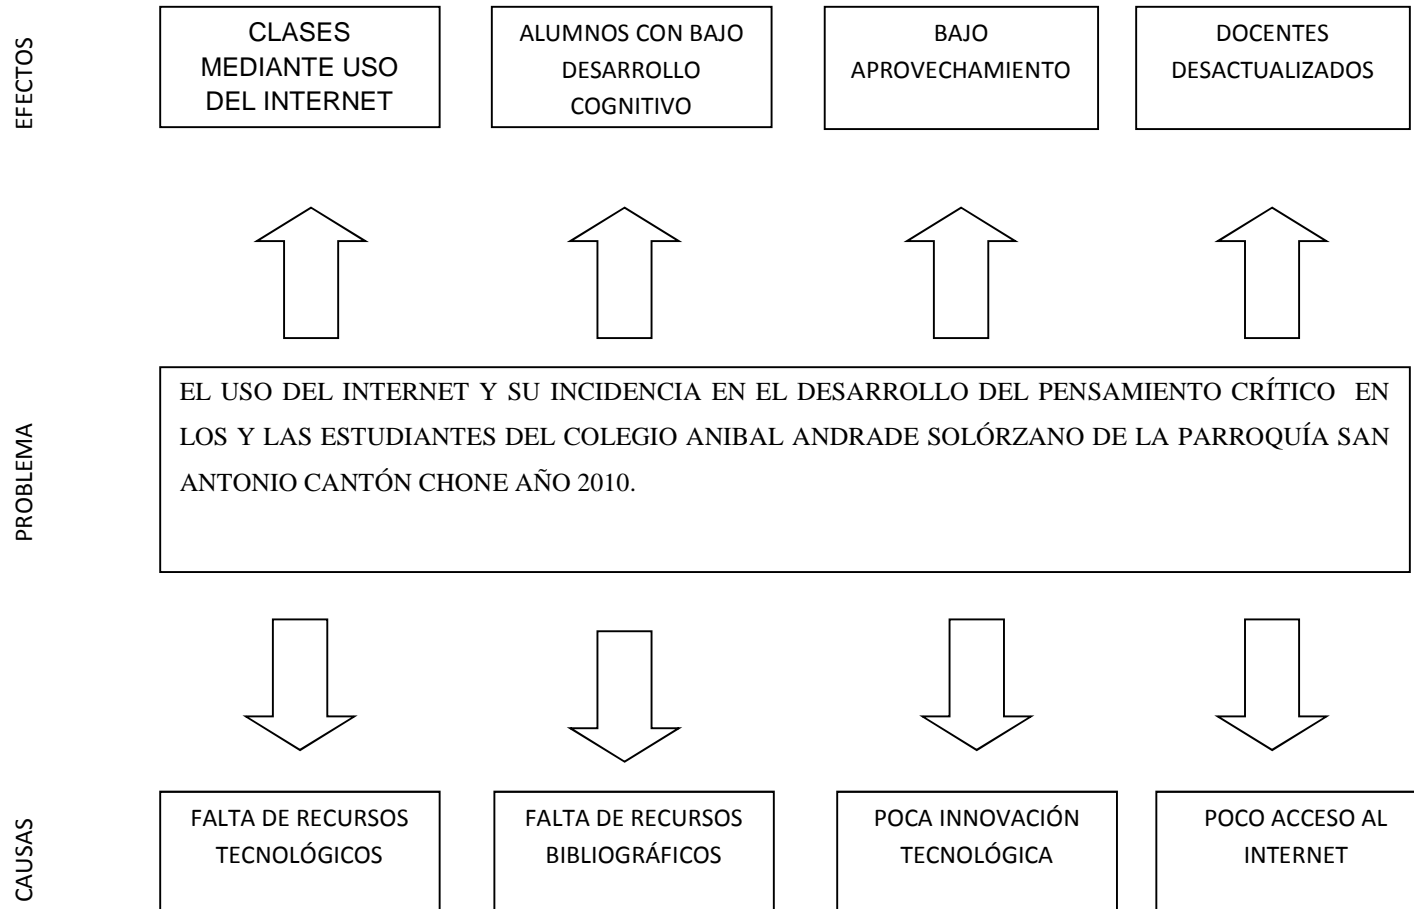 EFECTOS
CLASES
MEDIANTE USO
DEL INTERNET
ALUMNOS CON BAJO
DESARROLLO
COGNITIVO
BAJO
APROVECHAMIENTO
DOCENTES
DESACTUALIZADOS
PROBLEMA
EL USO DEL INTERNET Y SU INCIDENCIA EN EL DESARROLLO DEL PENSAMIENTO CRÍTICO EN
LOS Y LAS ESTUDIANTES DEL COLEGIO ANIBAL ANDRADE SOLÓRZANO DE LA PARROQUÍA SAN
ANTONIO CANTÓN CHONE AÑO 2010.
CAUSAS
FALTA DE RECURSOS
TECNOLÓGICOS
FALTA DE RECURSOS
BIBLIOGRÁFICOS
POCA INNOVACIÓN
TECNOLÓGICA
POCO ACCESO AL
INTERNET